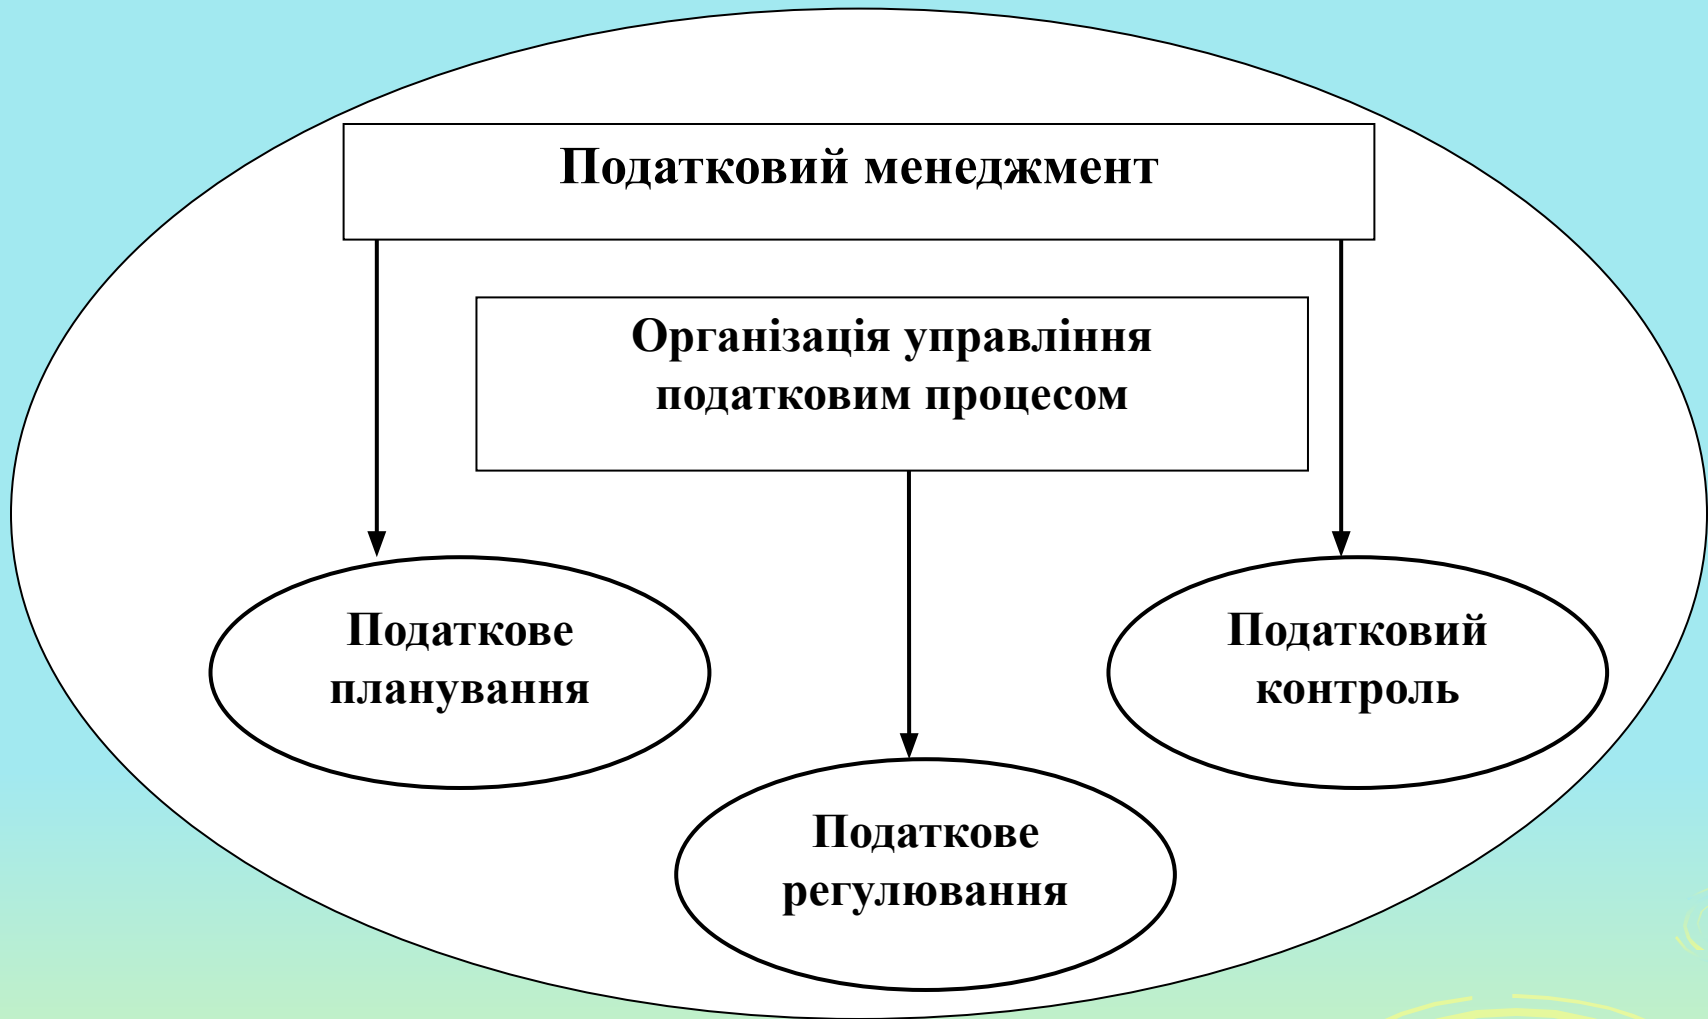 Податковий менеджмент
Організація управління
податковим процесом
Податкове
планування
Податковий
контроль
Податкове
регулювання